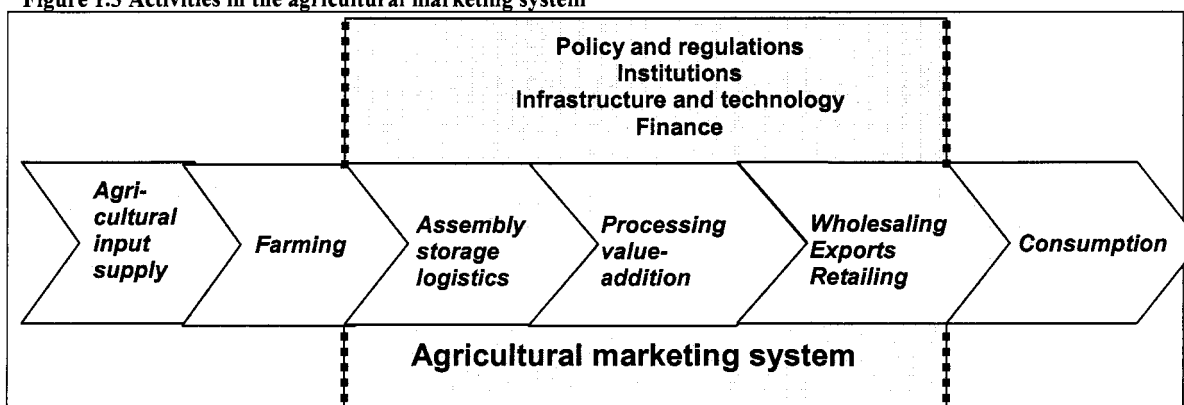 Figure 1.3 Activities in the agricultural marketing system
Policy and regulations
Institutions
Infrastructure and technology
Finance
Agri-
cultural
input
supply
Farming
Assembly
storage
logistics
Processing
value-
addition
Wholesaling
Exports
Retailing
Consumption
Agricultural marketing system